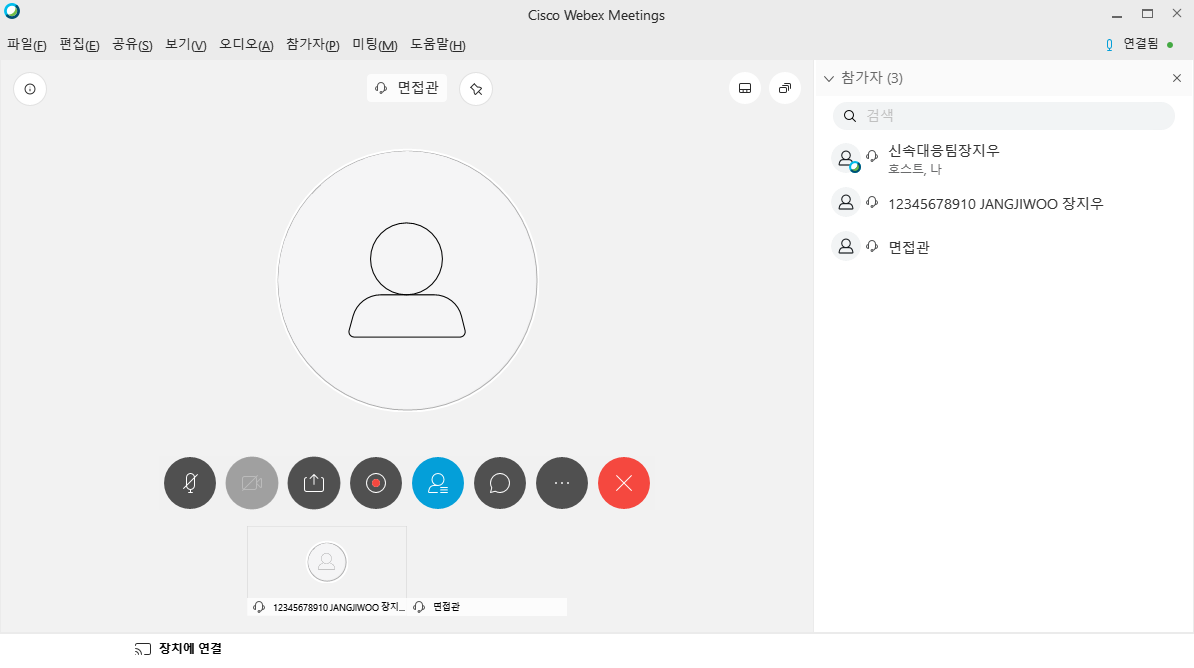 Cisco Webex Meetings
파일(F) 편집(E) 공유(S) 보기(V) 오디오(A) 참가자(P) 미팅(M) 도움말(H)
연결됨
면접관
참가자 (3)
검색
신속대응팀장지우
호스트, 나
12345678910 JANGJIWOO 장지우
면접관
12345678910 JANGJIWOO 장지... 면접관
장치에 연결